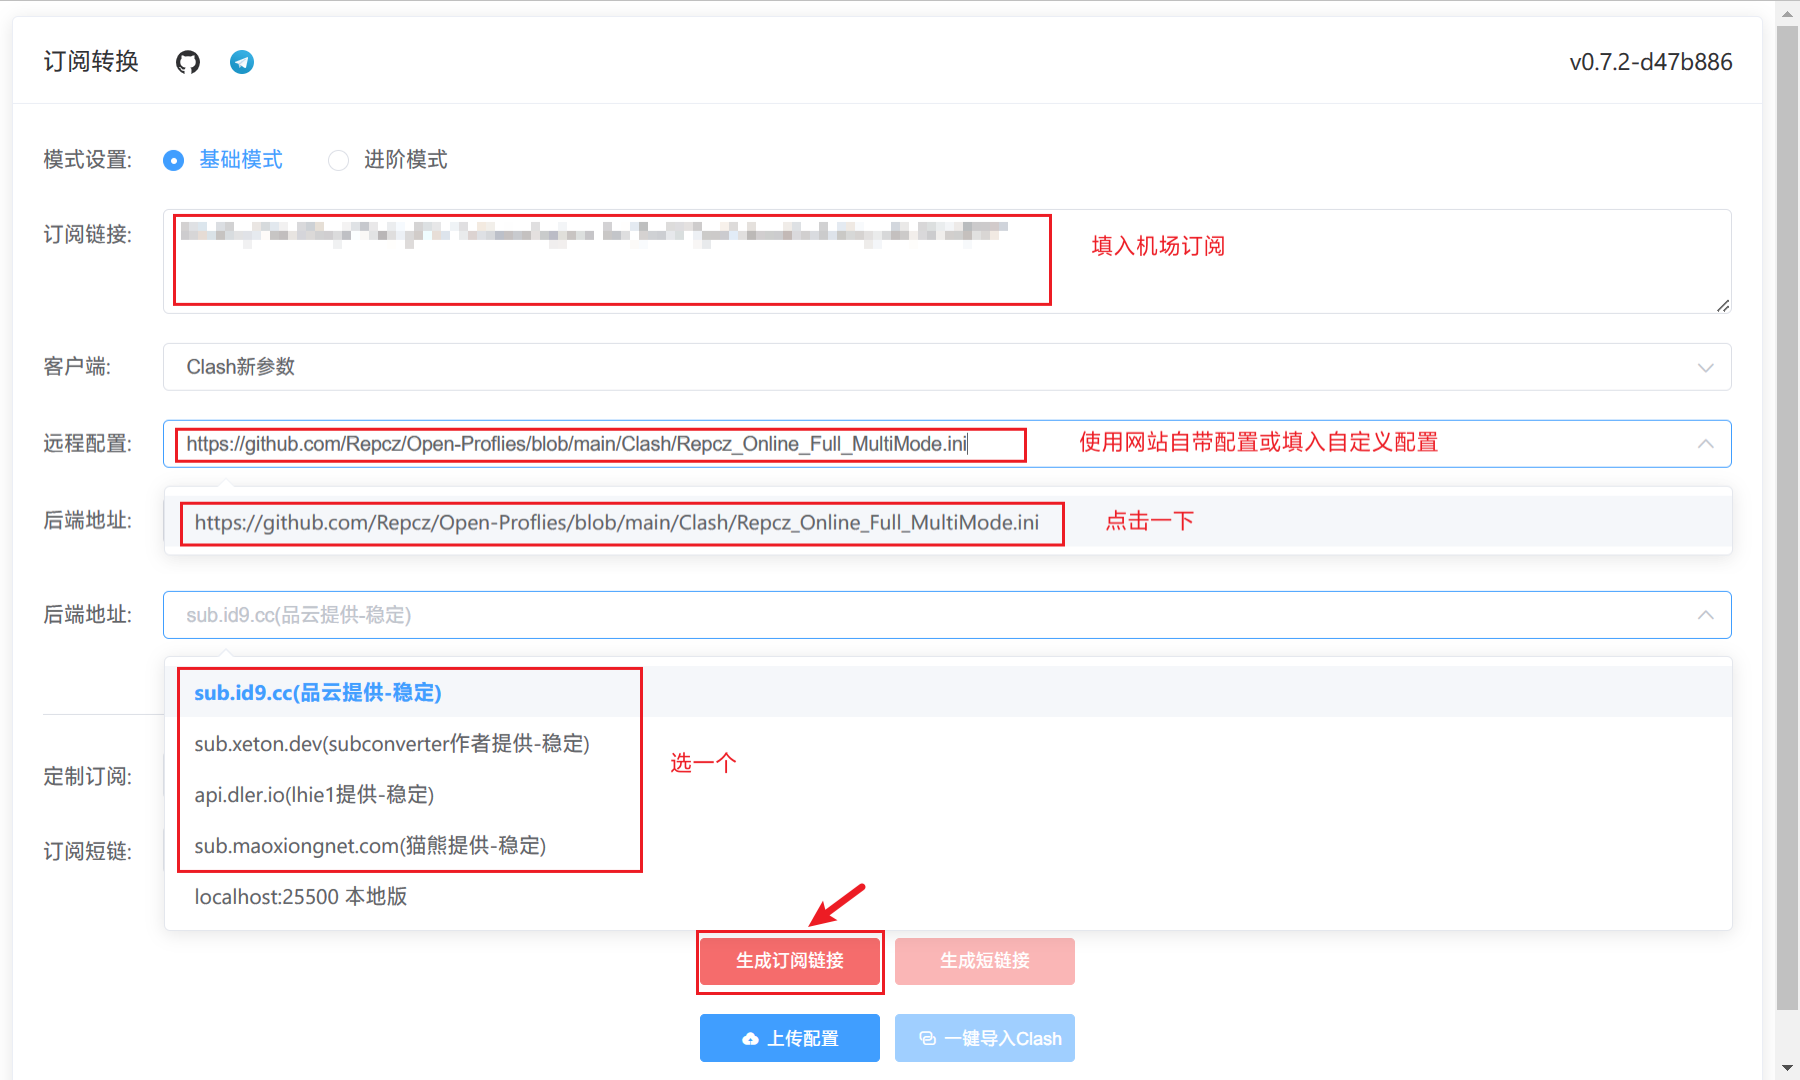 订阅转换
v0.7.2-d47b886
模式设置:
基础模式
进阶模式
订阅链接:
填入机场订阅
客户端:
Clash新参数
远程配置:
https://github.com/Repcz/Open-Proflies/blob/main/Clash/Repcz_Online_Full_MultiMode.ini
使用网站自带配置或填入自定义配置
后端地址:
https://github.com/Repcz/Open-Proflies/blob/main/Clash/Repcz_Online_Full_MultiMode.ini
点击一下
后端地址:
sub.id9.cc(品云提供-稳定)
sub.id9.cc(品云提供-稳定)
sub.xeton.dev(subconverter作者提供-稳定)
选一个
定制订阅:
api.dler.io(lhie1提供-稳定)
订阅短链:
sub.maoxiongnet.com(猫熊提供-稳定)
localhost:25500 本地版
生成订阅链接
生成短链接
上传配置
一键导入Clash